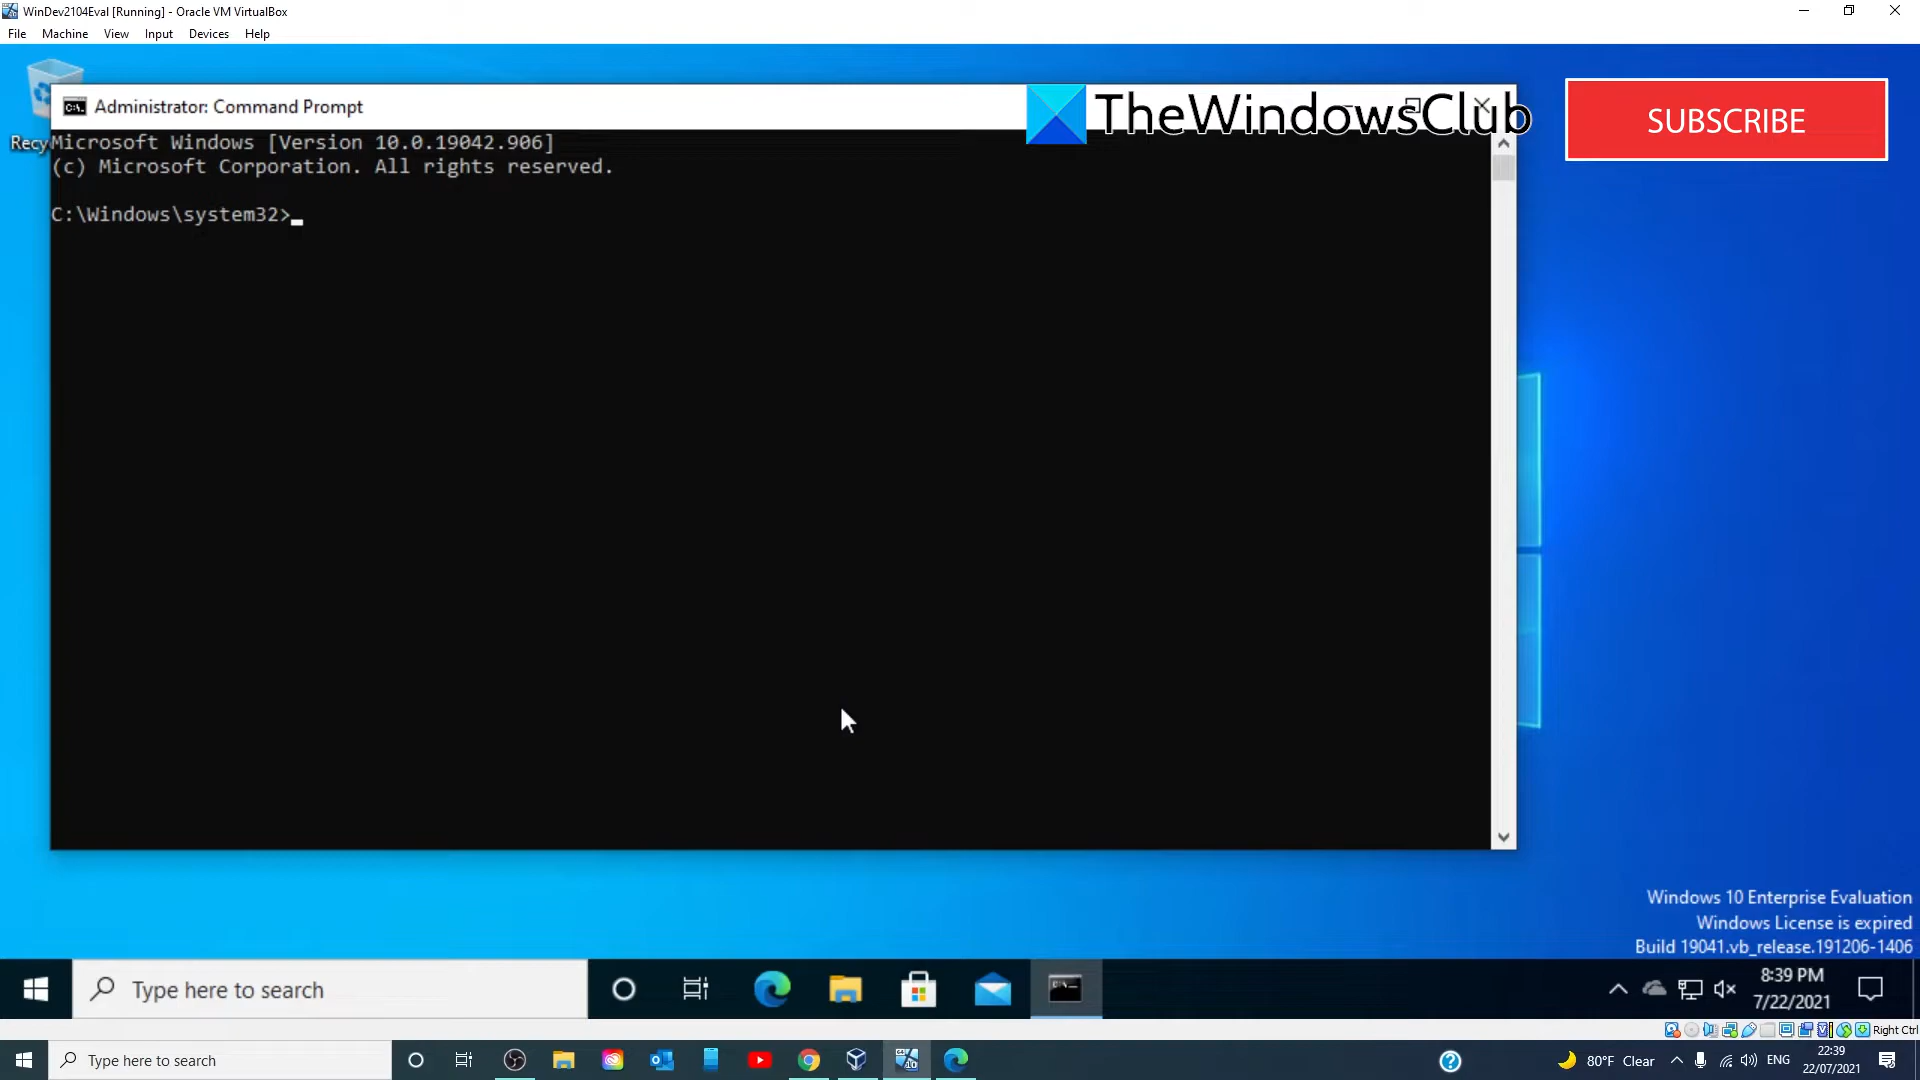 WinDev2104Eval [Running] - Oracle VM VirtualBox
File Machine View Input Devices Help
Administrator: Command Prompt
TheWindowsClub
SUBSCRIBE
Recy
Microsoft Windows [Version 10.0.19042.906]
(c) Microsoft Corporation. All rights reserved.
C:\Windows\system32>
Windows 10 Enterprise Evaluation
Windows License is expired
Build 19041.vb_release.191206-1406
Type here to search
8:39 PM
7/22/2021
Right Ctrl
Type here to search
80°F Clear
ENG
22:39
22/07/2021